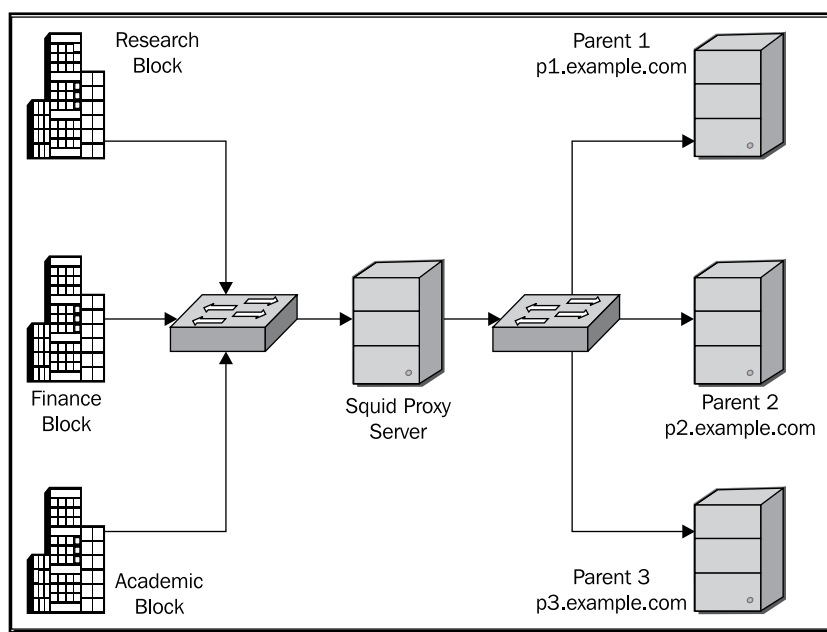 Research
Block
Parent 1
p1.example.com
Finance
Block
Squid Proxy
Server
Parent 2
p2.example.com
Academic
Block
Parent 3
p3.example.com